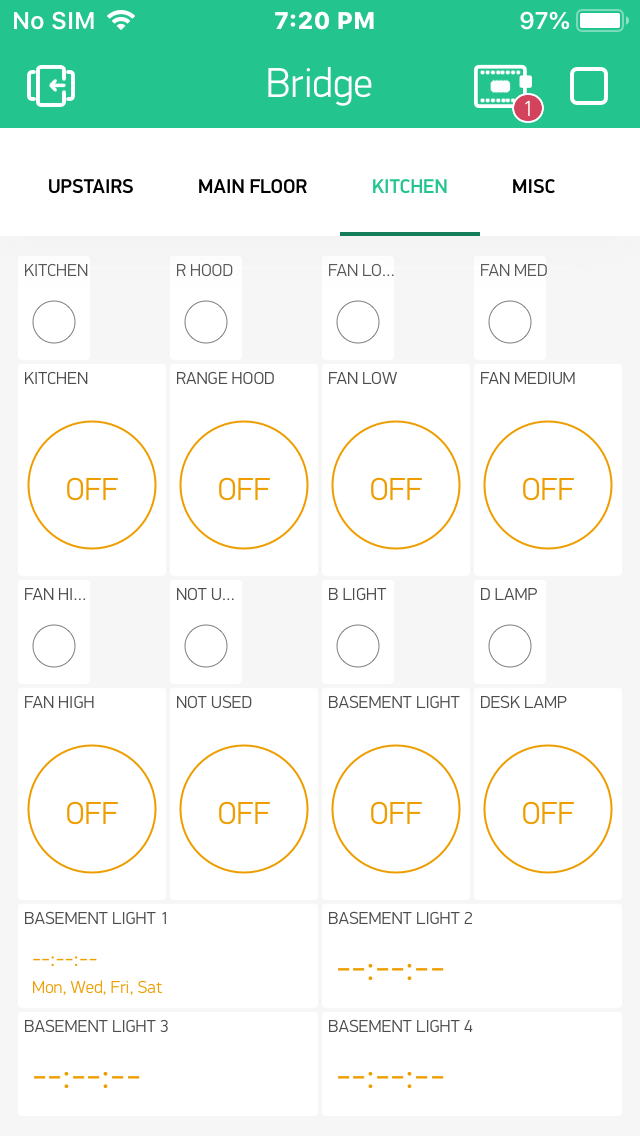 No SIM 7:20 PM 97%
Bridge
1
UPSTAIRS MAIN FLOOR KITCHEN MISC
KITCHEN R HOOD FAN LO... FAN MED
KITCHEN RANGE HOOD FAN LOW FAN MEDIUM
OFF OFF OFF OFF
FAN HI... NOT U... B LIGHT D LAMP
FAN HIGH NOT USED BASEMENT LIGHT DESK LAMP
OFF OFF OFF OFF
BASEMENT LIGHT 1 BASEMENT LIGHT 2
--:--:-- --:--:--
Mon, Wed, Fri, Sat
BASEMENT LIGHT 3 BASEMENT LIGHT 4
--:--:-- --:--:--